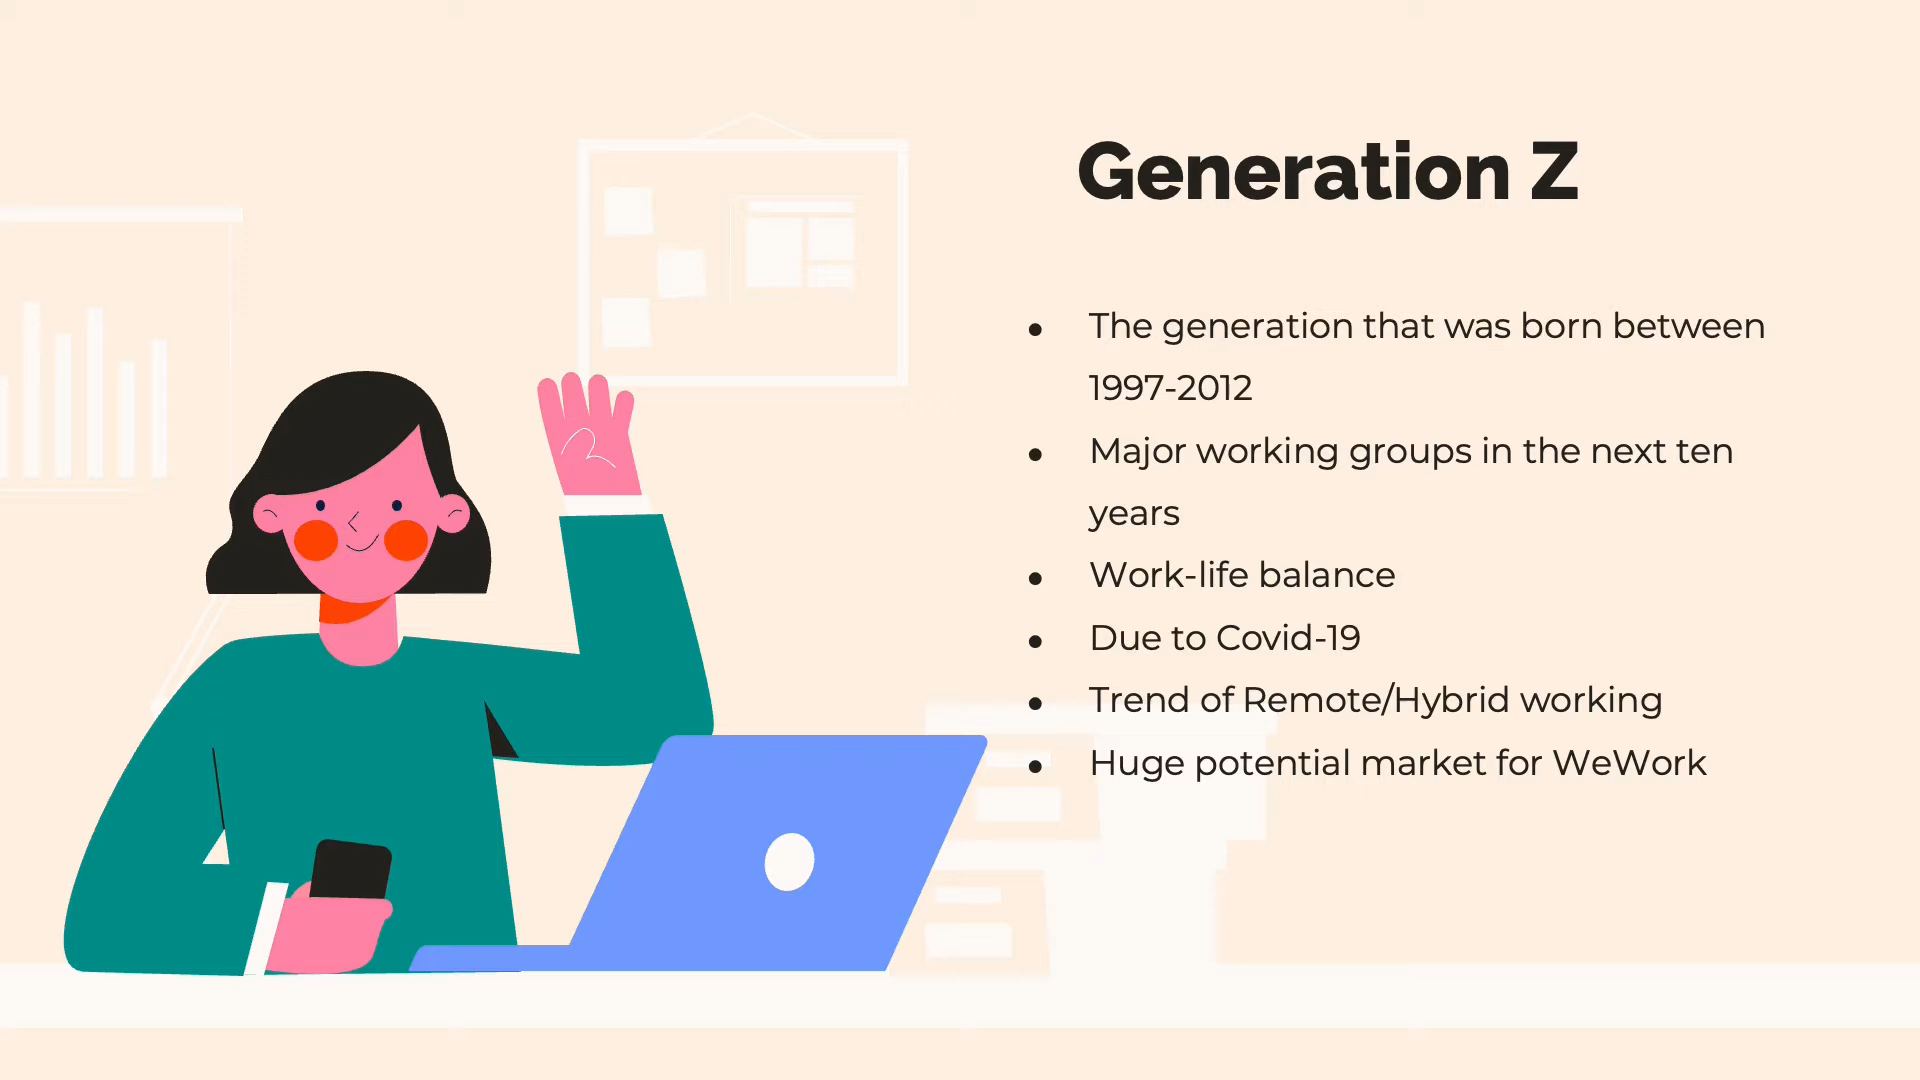 Generation Z
● The generation that was born between
1997-2012
● Major working groups in the next ten
years
● Work-life balance
● Due to Covid-19
● Trend of Remote/Hybrid working
● Huge potential market for WeWork